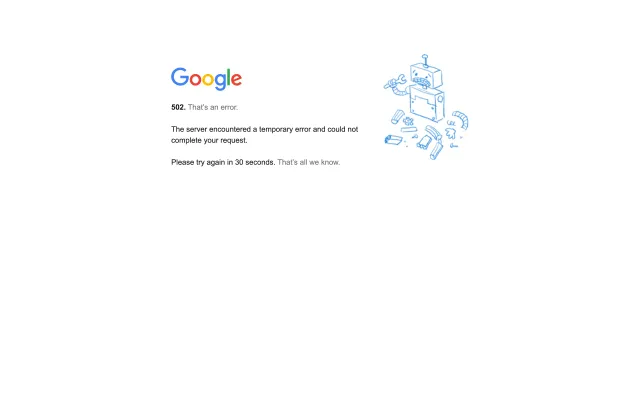 Google
502. That's an error.
The server encountered a temporary error and could not
complete your request.
Please try again in 30 seconds. That's all we know.